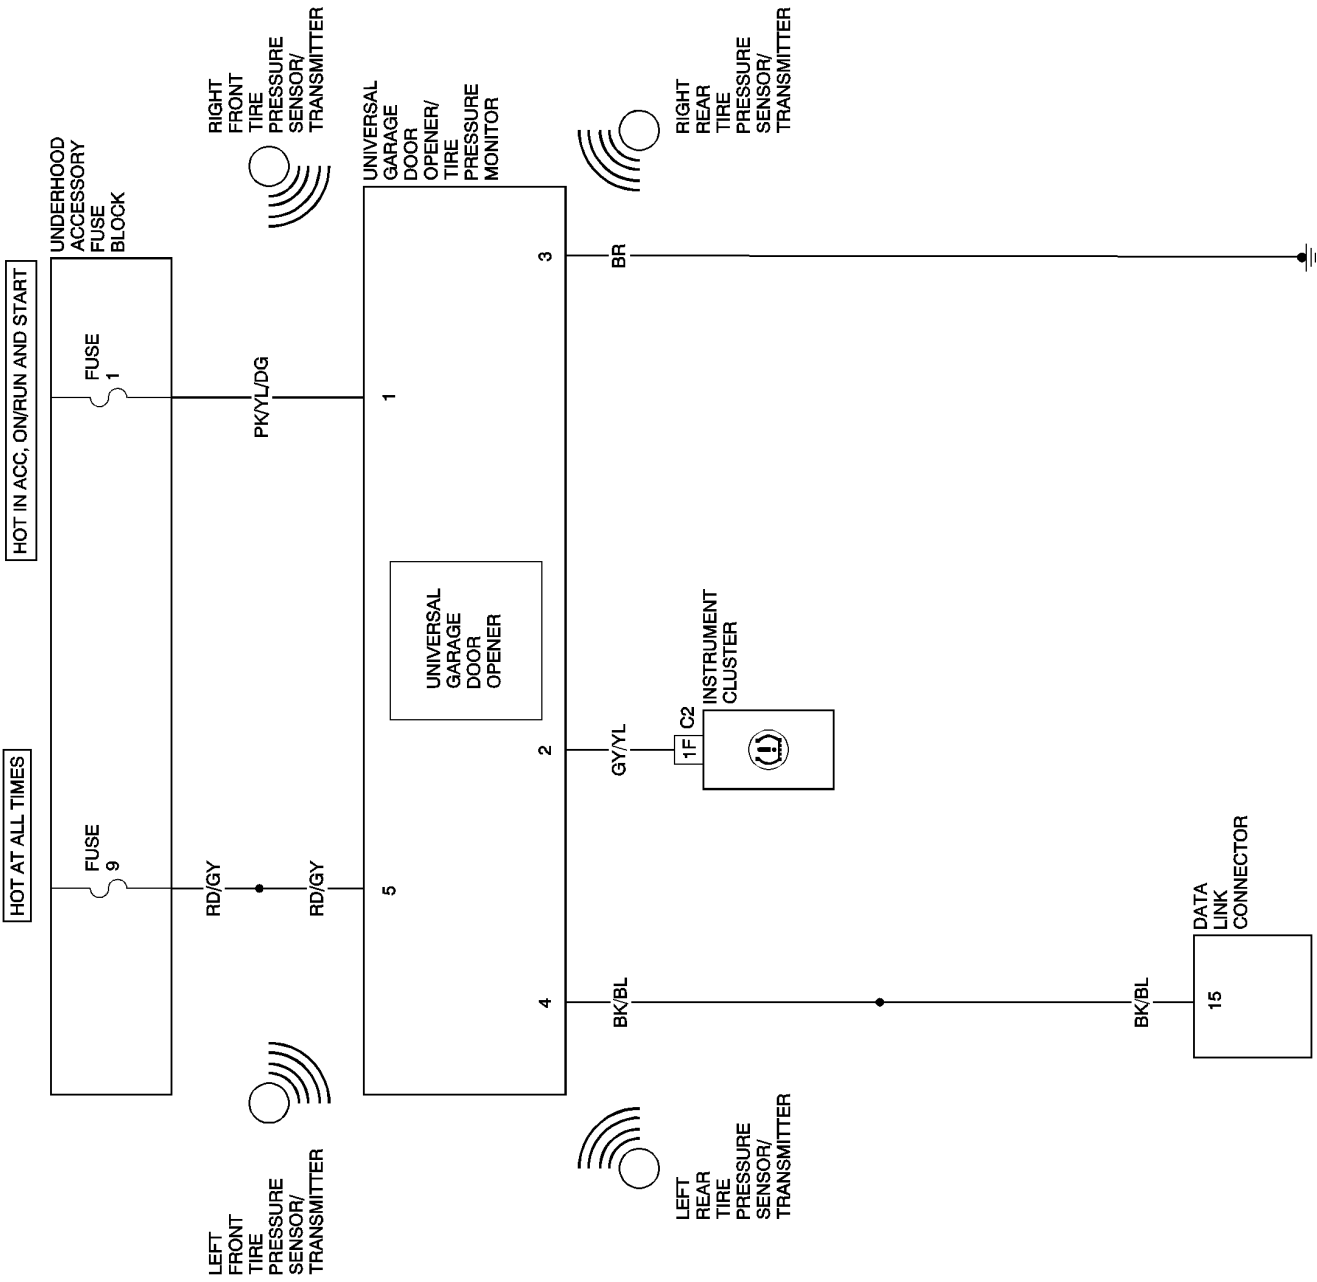 HOT AT ALL TIMES
HOT IN ACC, ON/RUN AND START
UNDERHOOD
ACCESSORY
FUSE
BLOCK
FUSE
9
FUSE
1
RD/GY
RD/GY
PK/YL/DG
LEFT
FRONT
TIRE
PRESSURE
SENSOR/
TRANSMITTER
RIGHT
FRONT
TIRE
PRESSURE
SENSOR/
TRANSMITTER
UNIVERSAL
GARAGE
DOOR
OPENER/
TIRE
PRESSURE
MONITOR
5
1
UNIVERSAL
GARAGE
DOOR
OPENER
4
2
3
BK/BL
GY/YL
BR
LEFT
REAR
TIRE
PRESSURE
SENSOR/
TRANSMITTER
RIGHT
REAR
TIRE
PRESSURE
SENSOR/
TRANSMITTER
1F
C2
INSTRUMENT
CLUSTER
BK/BL
DATA
LINK
CONNECTOR
15